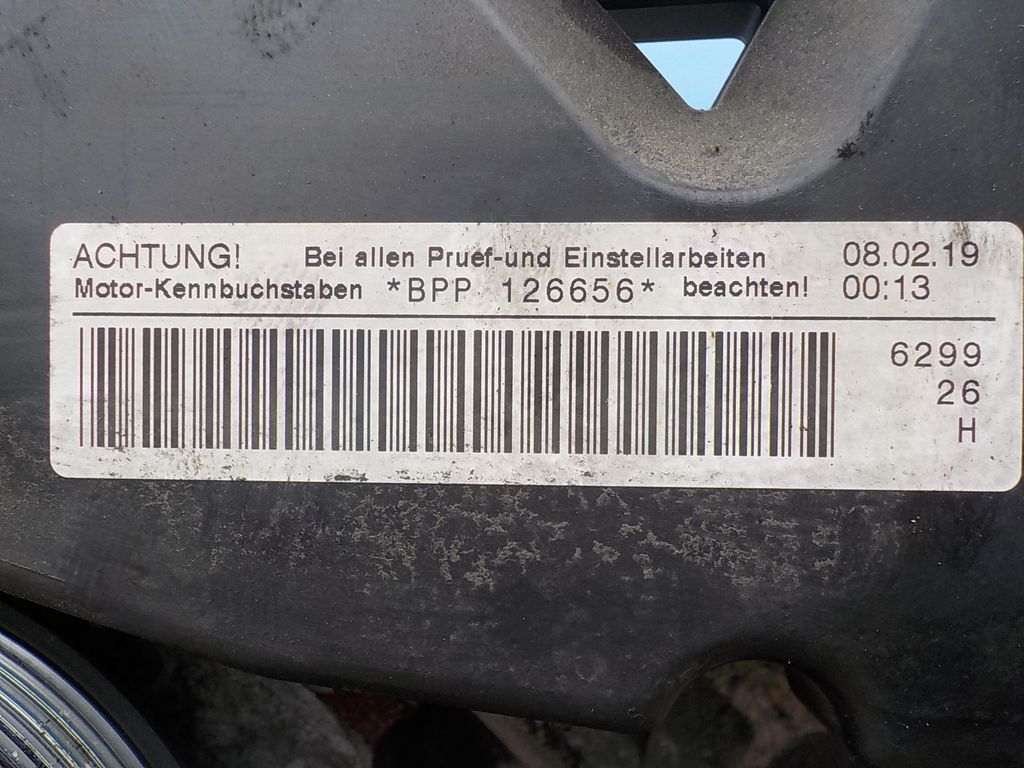 ACHTUNG! Bei allen Pruef-und Einstellarbeiten 08.02.19
Motor-Kennbuchstaben *BPP 126656* beachten! 00:13
6299
26
H